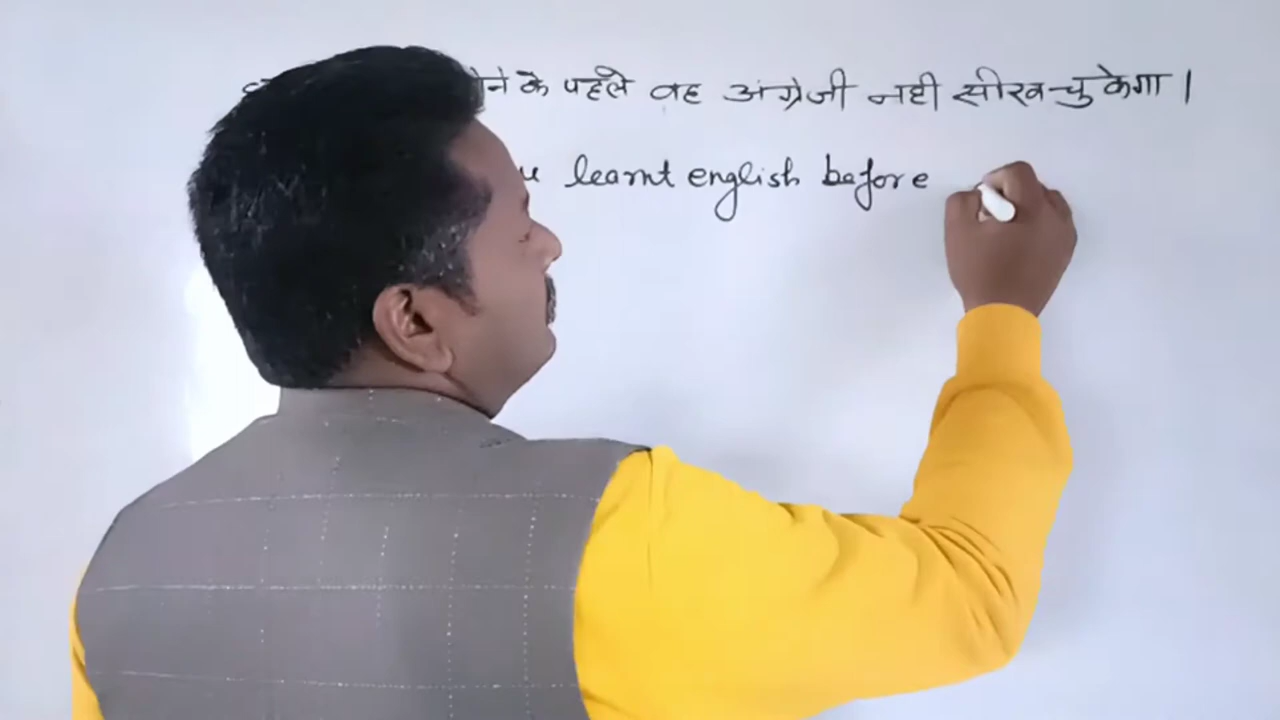 के पहले वह अंग्रेजी नही सीख चुकेगा ।
learnt english before